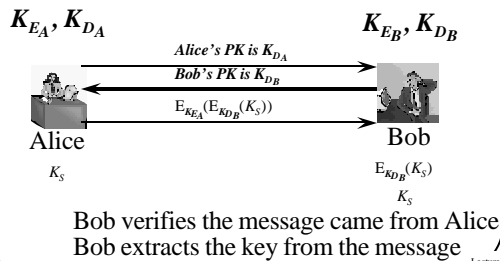 K_{E_A}, K_{D_A}
K_{E_B}, K_{D_B}
Alice's PK is K_{D_A}
Bob's PK is K_{D_B}
E_{K_{E_A}}(E_{K_{D_B}}(K_S))
Alice
Bob
K_S
E_{K_{D_B}}(K_S)
K_S
Bob verifies the message came from Alice
Bob extracts the key from the message